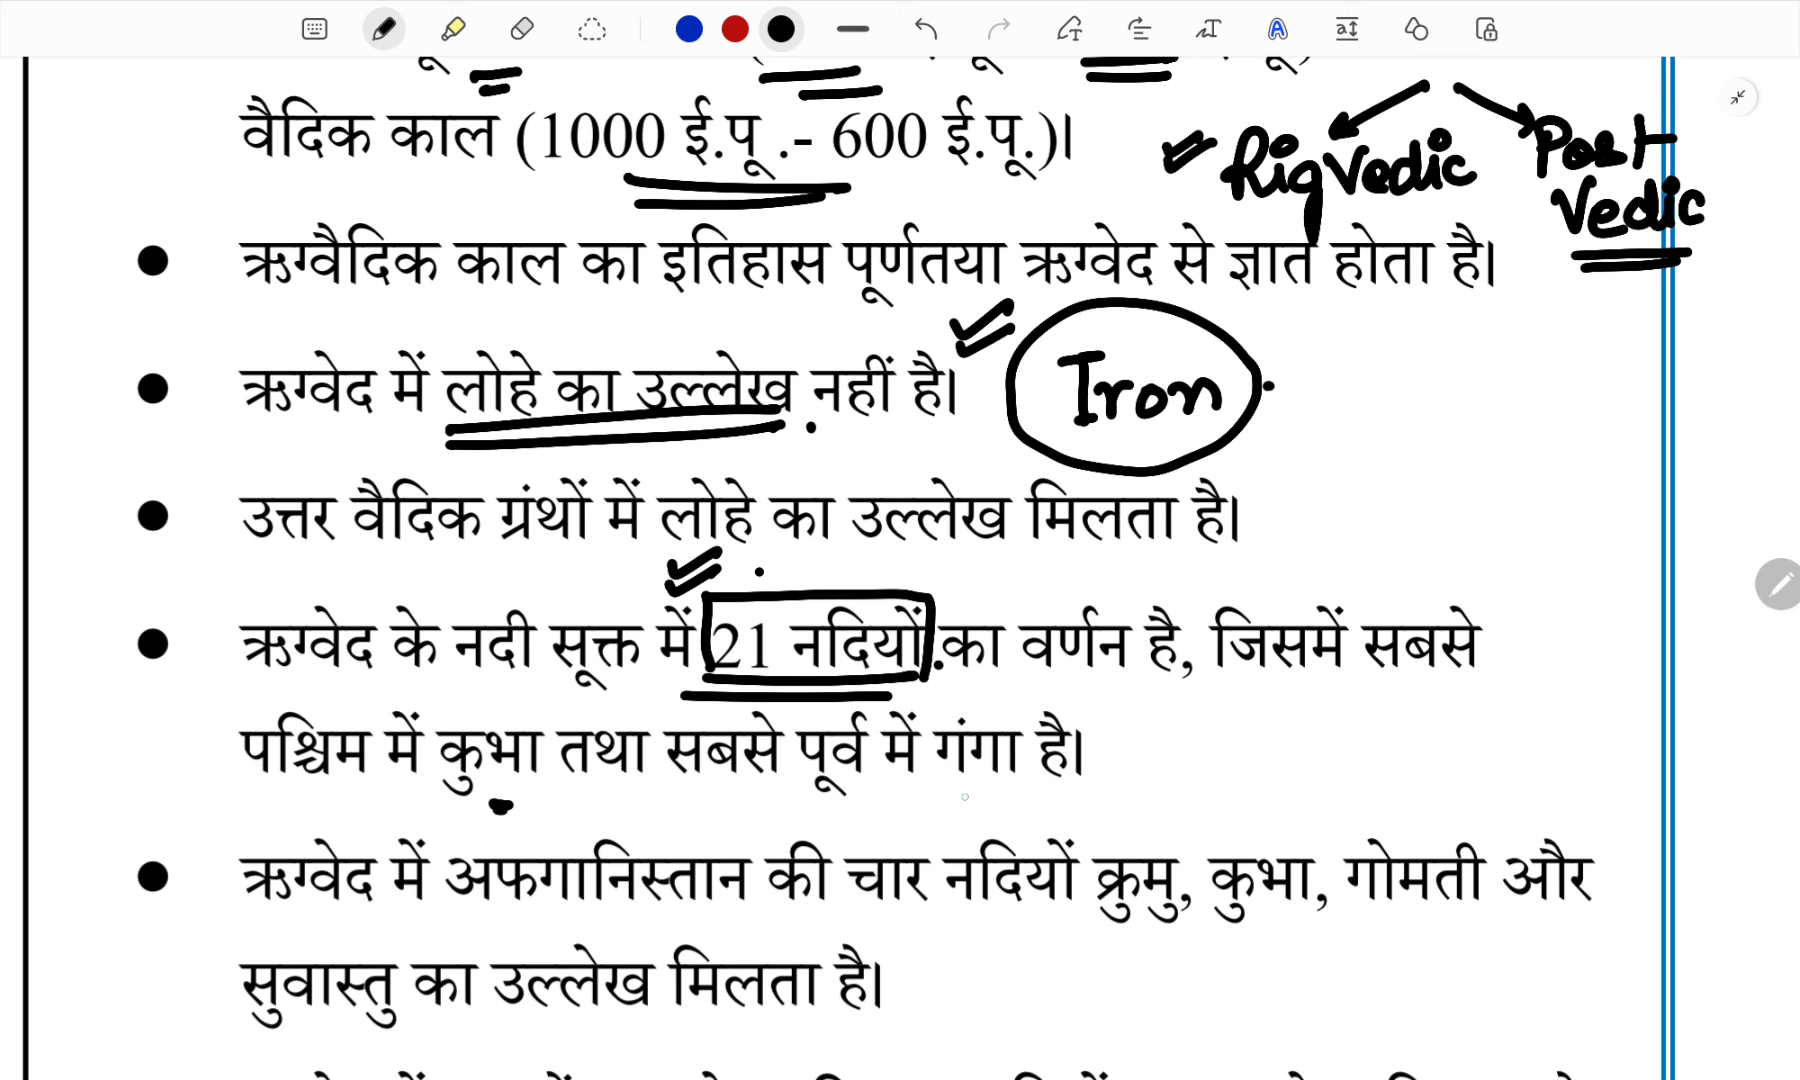 वैदिक काल (1000 ई.पू .- 600 ई.पू.)।
Rigvedic
Post
Vedic
ऋग्वैदिक काल का इतिहास पूर्णतया ऋग्वेद से ज्ञात होता है।
ऋग्वेद में लोहे का उल्लेख नहीं है।
Iron
उत्तर वैदिक ग्रंथों में लोहे का उल्लेख मिलता है।
ऋग्वेद के नदी सूक्त में 21 नदियों का वर्णन है, जिसमें सबसे
पश्चिम में कुभा तथा सबसे पूर्व में गंगा है।
ऋग्वेद में अफगानिस्तान की चार नदियों क्रुमु, कुभा, गोमती और
सुवास्तु का उल्लेख मिलता है।